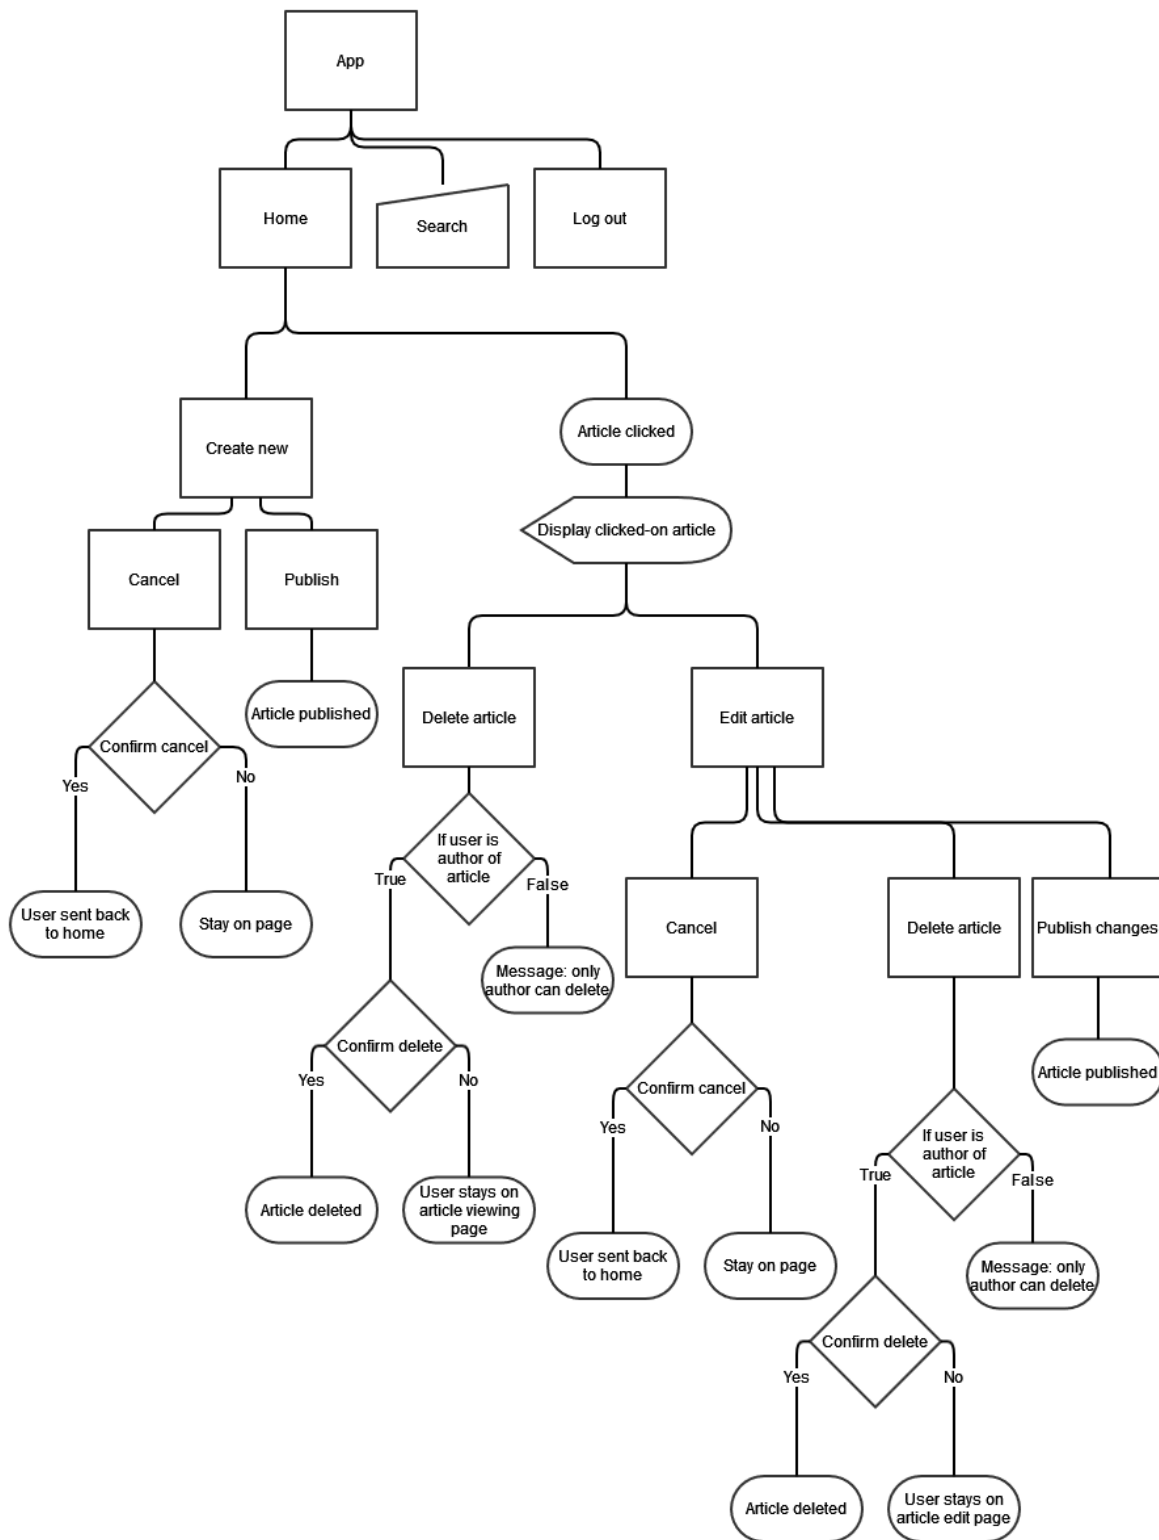 App
Home
Search
Log out
Create new
Article clicked
Display clicked-on article
Cancel
Publish
Delete article
Edit article
Article published
Confirm cancel
Yes
No
If user is
author of
article
True
False
User sent back
to home
Stay on page
Cancel
Delete article
Publish changes
Message: only
author can delete
Confirm delete
Yes
No
Article published
Confirm cancel
Yes
No
If user is
author of
article
True
False
Article deleted
User stays on
article viewing
page
User sent back
to home
Stay on page
Message: only
author can delete
Confirm delete
Yes
No
Article deleted
User stays on
article edit page